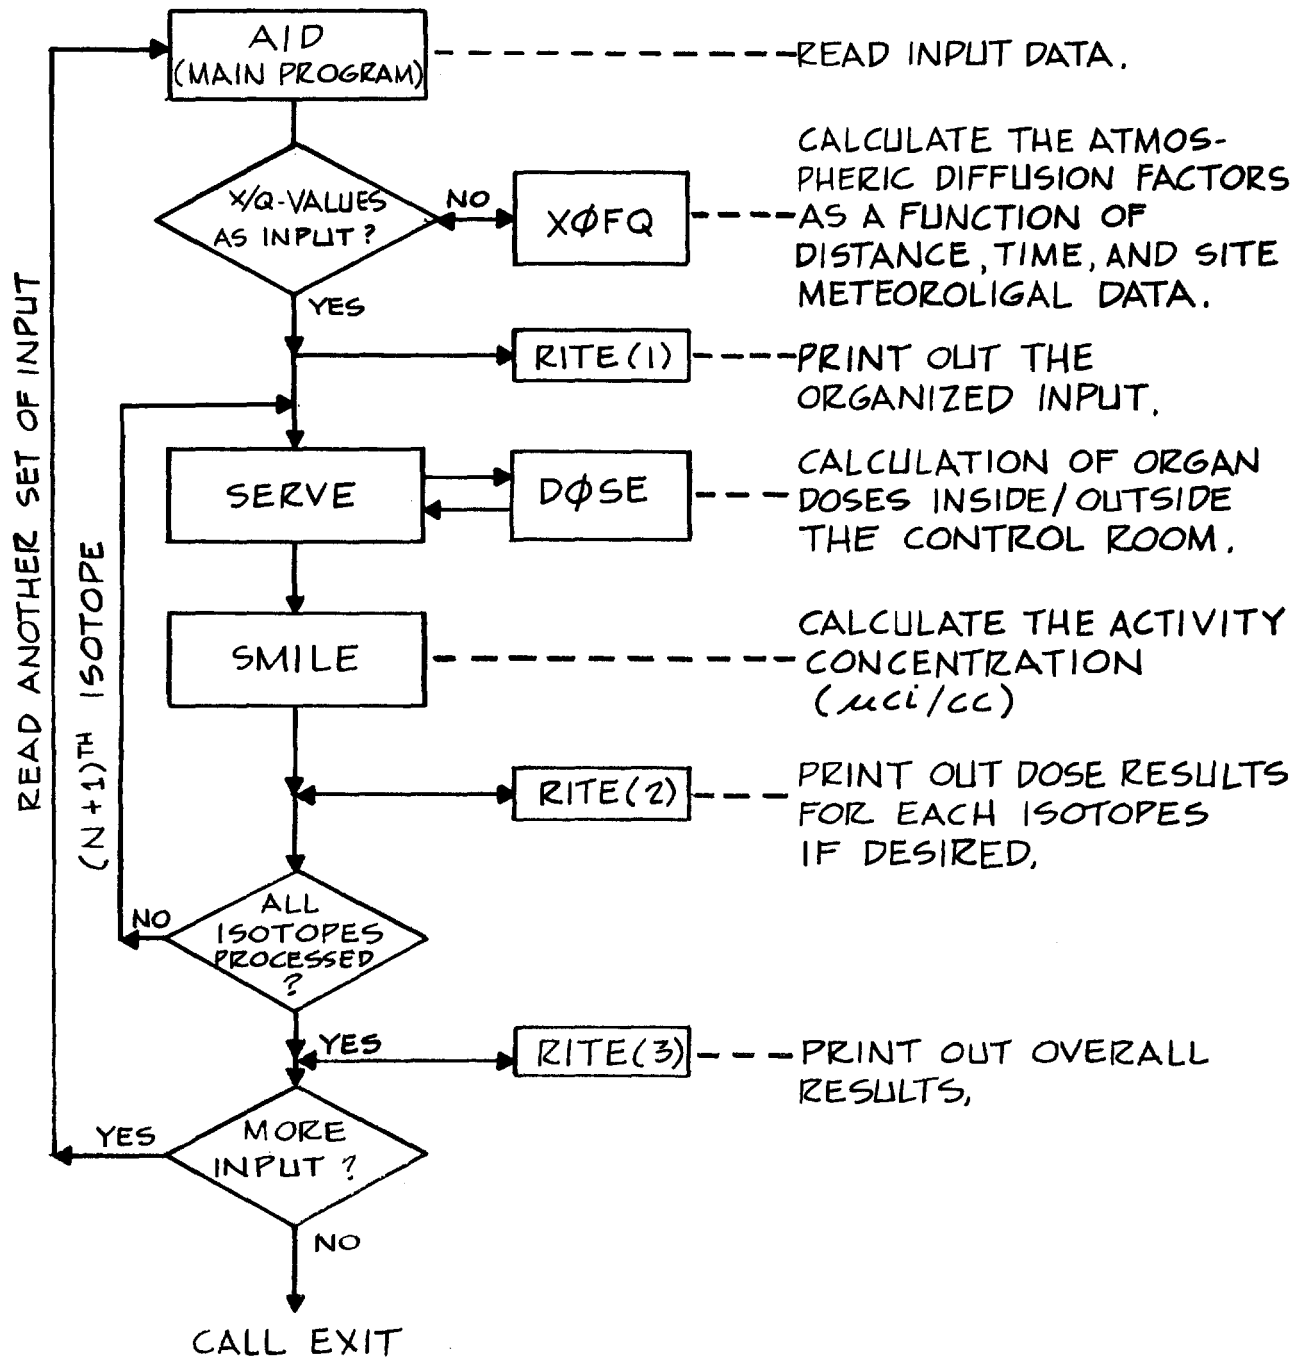 AID
(MAIN PROGRAM)
READ INPUT DATA.
X/Q-VALUES
AS INPUT?
NO
XØFQ
CALCULATE THE ATMOS-
PHERIC DIFFUSION FACTORS
AS A FUNCTION OF
DISTANCE, TIME, AND SITE
METEOROLIGAL DATA.
YES
RITE(1)
PRINT OUT THE
ORGANIZED INPUT.
SERVE
DØSE
CALCULATION OF ORGAN
DOSES INSIDE/OUTSIDE
THE CONTROL ROOM.
SMILE
CALCULATE THE ACTIVITY
CONCENTRATION
(μci/cc)
RITE(2)
PRINT OUT DOSE RESULTS
FOR EACH ISOTOPES
IF DESIRED,
ALL
ISOTOPES
PROCESSED
?
NO
(N+1)TH ISOTOPE
YES
RITE(3)
PRINT OUT OVERALL
RESULTS,
MORE
INPUT?
YES
READ ANOTHER SET OF INPUT
NO
CALL EXIT